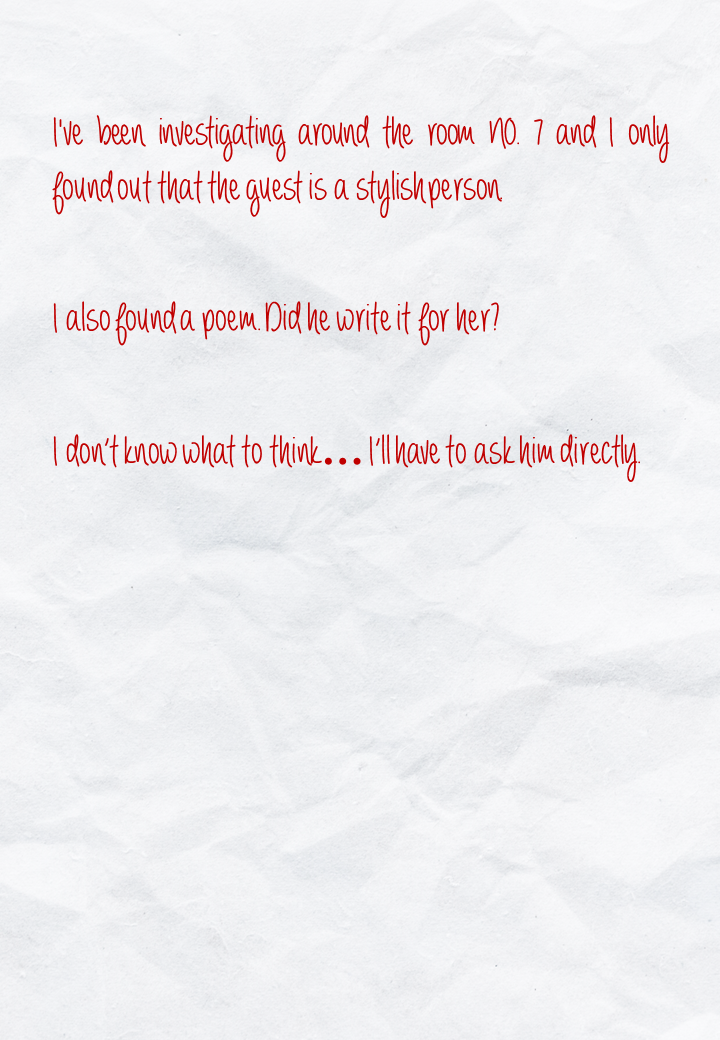 I've been investigating around the room NO. 7 and I only
found out that the guest is a stylish person.
I also found a poem. Did he write it for her?
I don't know what to think... I'll have to ask him directly.